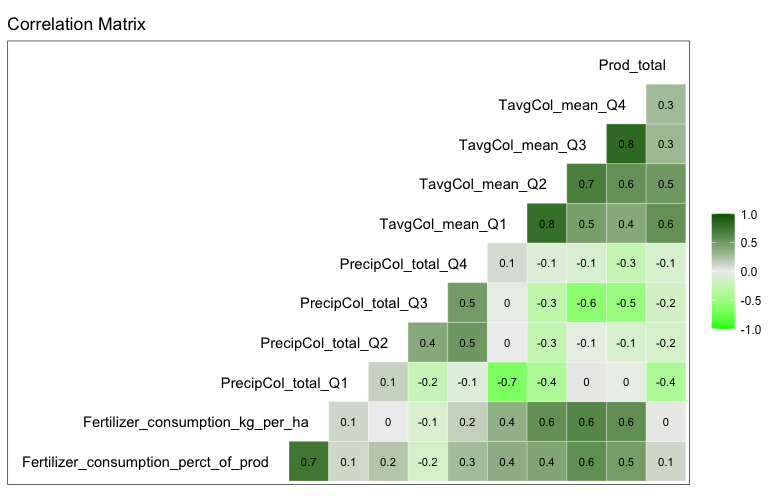 Correlation Matrix
Prod_total
TavgCol_mean_Q4 0.3
TavgCol_mean_Q3 0.8 0.3
TavgCol_mean_Q2 0.7 0.6 0.5
TavgCol_mean_Q1 0.8 0.5 0.4 0.6
PrecipCol_total_Q4 0.1 -0.1 -0.1 -0.3 -0.1
PrecipCol_total_Q3 0.5 0 -0.3 -0.6 -0.5 -0.2
PrecipCol_total_Q2 0.4 0.5 0 -0.3 -0.1 -0.1 -0.2
PrecipCol_total_Q1 0.1 -0.2 -0.1 -0.7 -0.4 0 0 -0.4
Fertilizer_consumption_kg_per_ha 0.1 0 -0.1 0.2 0.4 0.6 0.6 0.6 0
Fertilizer_consumption_perct_of_prod 0.7 0.1 0.2 -0.2 0.3 0.4 0.4 0.6 0.5 0.1
1.0
0.5
0.0
-0.5
-1.0